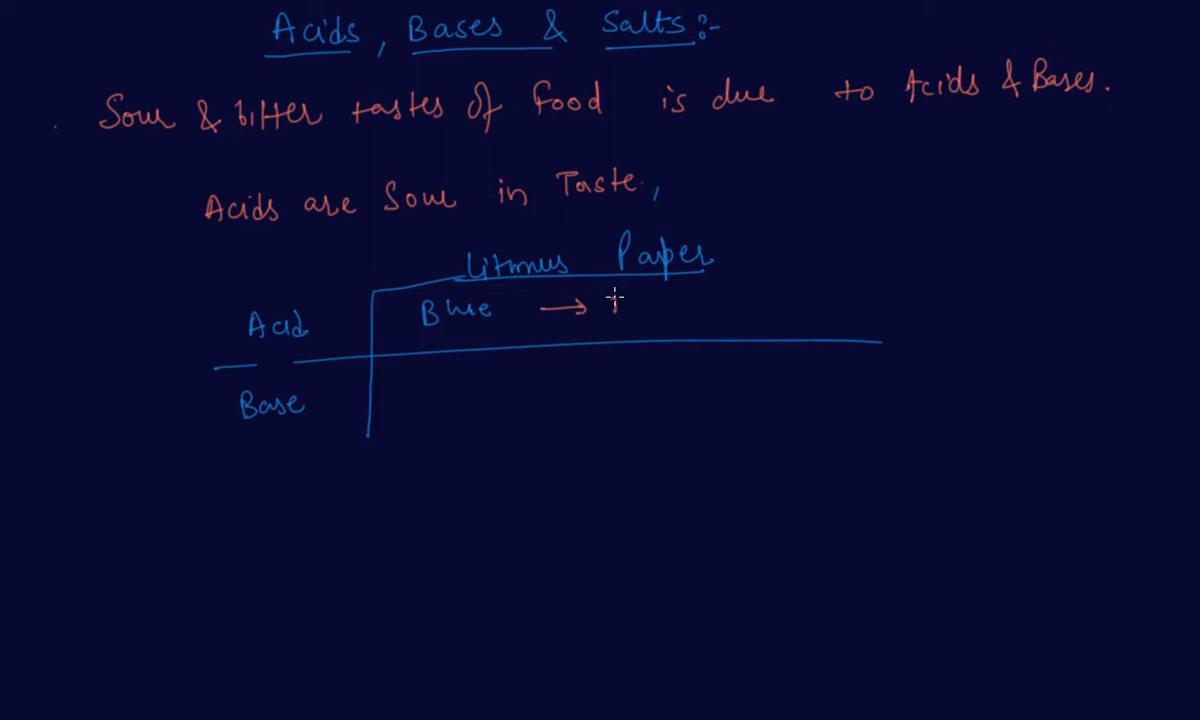 Acids, Bases & Salts:-
Sour & bitter tastes of food is due to Acids & Bases.
Acids are Sour in Taste,
Litmus Paper
Acid Blue →
Base